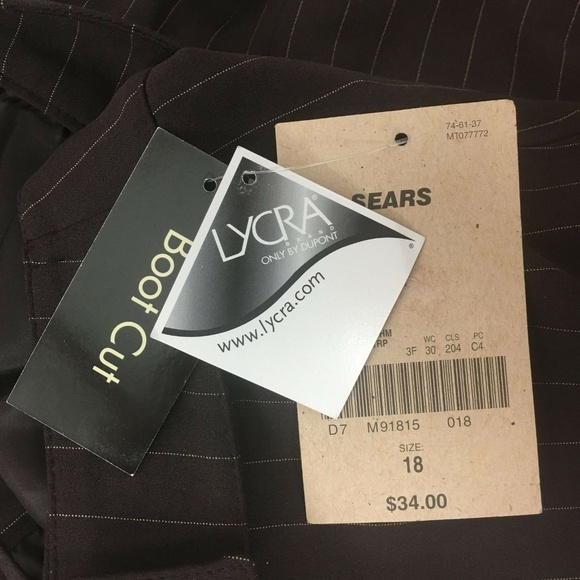 Boot Cut
LYCRA®
BRAND
ONLY BY DUPONT
®
www.lycra.com
74-61-37
MT077772
SEARS
WC CLS PC
3F 30 204 C4
D7 M91815 018
SIZE:
18
$34.00